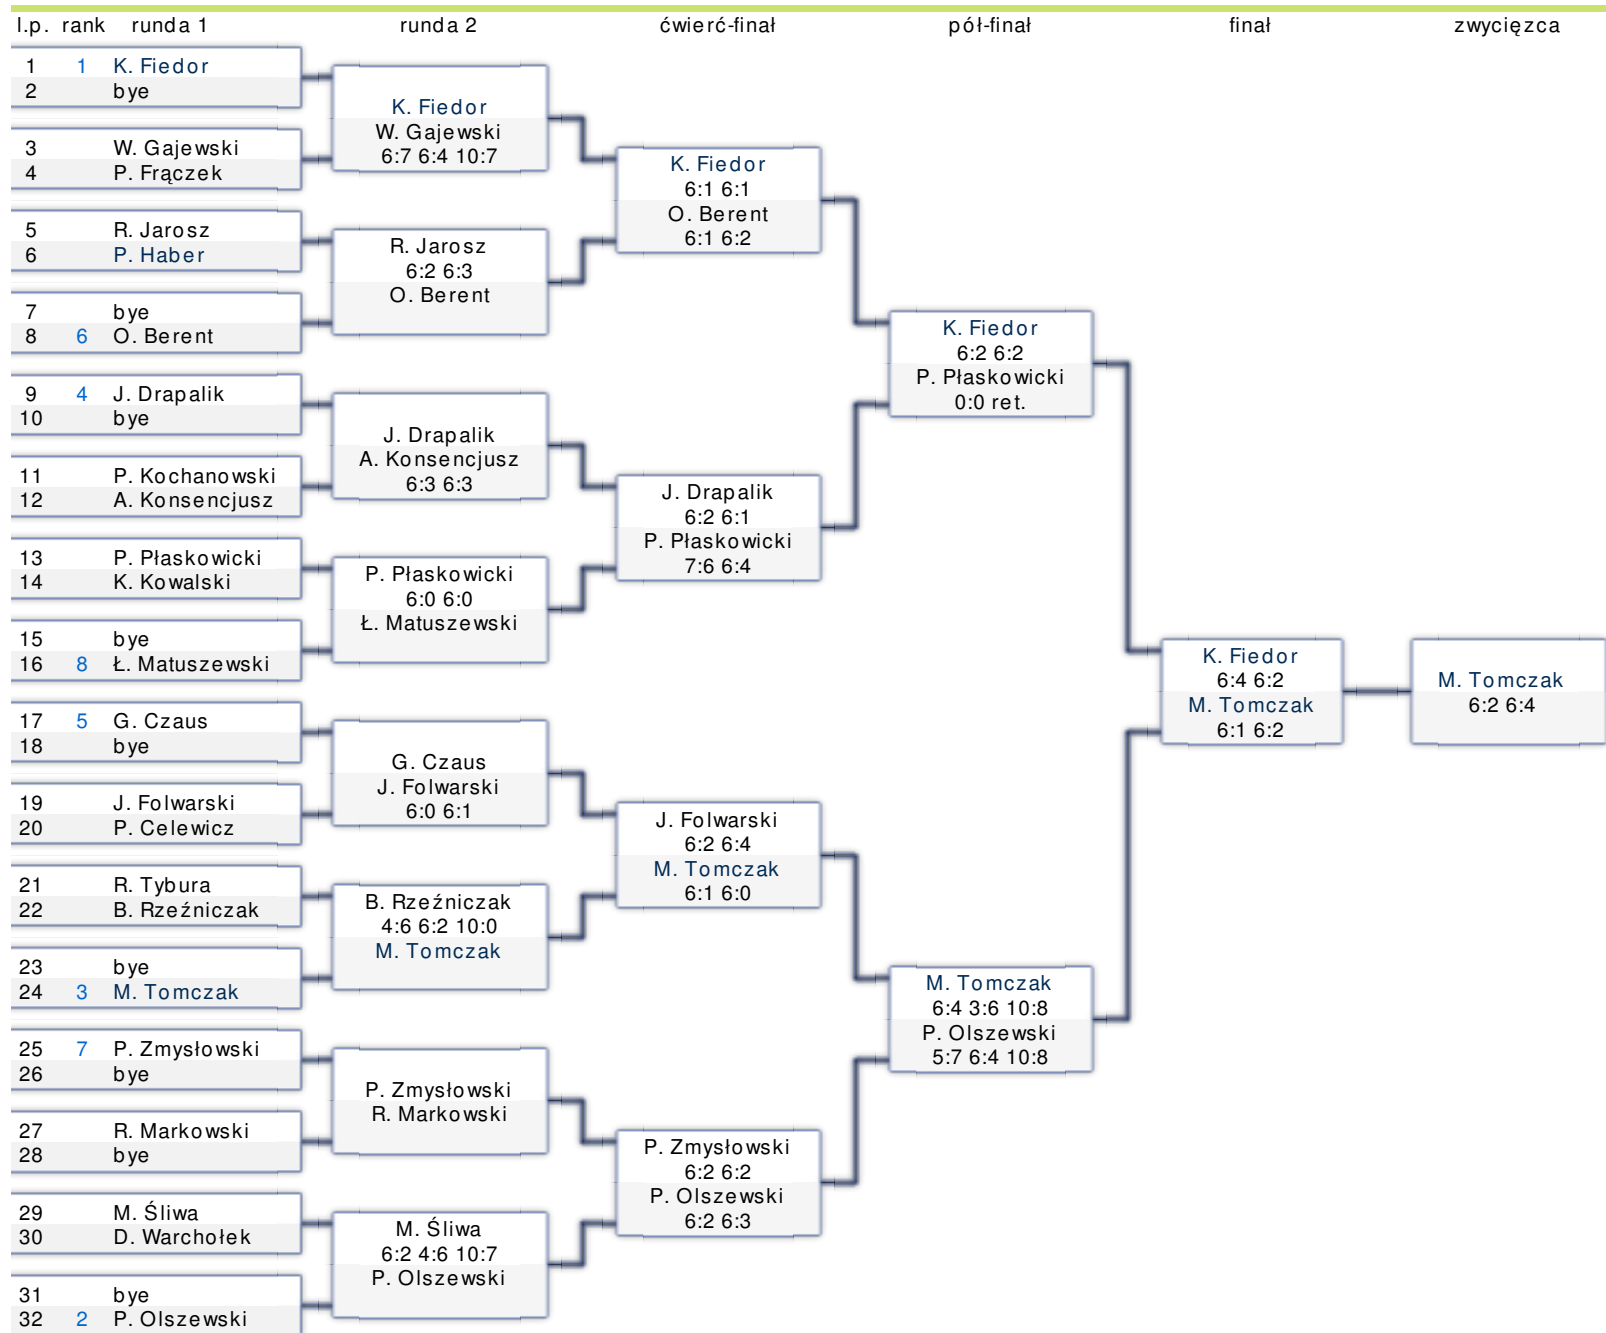 l.p. rank runda 1 runda 2 ćwierć-finał pół-finał finał zwycięzca
1 1 K. Fiedor
2 bye
3 W. Gajewski
4 P. Frączek
5 R. Jarosz
6 P. Haber
7 bye
8 6 O. Berent
9 4 J. Drapalik
10 bye
11 P. Kochanowski
12 A. Konsencjusz
13 P. Płaskowicki
14 K. Kowalski
15 bye
16 8 Ł. Matuszewski
17 5 G. Czaus
18 bye
19 J. Folwarski
20 P. Celewicz
21 R. Tybura
22 B. Rzeźniczak
23 bye
24 3 M. Tomczak
25 7 P. Zmysłowski
26 bye
27 R. Markowski
28 bye
29 M. Śliwa
30 D. Warchołek
31 bye
32 2 P. Olszewski
K. Fiedor
W. Gajewski
6:7 6:4 10:7
R. Jarosz
6:2 6:3
O. Berent
J. Drapalik
A. Konsencjusz
6:3 6:3
P. Płaskowicki
6:0 6:0
Ł. Matuszewski
G. Czaus
J. Folwarski
6:0 6:1
B. Rzeźniczak
4:6 6:2 10:0
M. Tomczak
P. Zmysłowski
R. Markowski
M. Śliwa
6:2 4:6 10:7
P. Olszewski
K. Fiedor
6:1 6:1
O. Berent
6:1 6:2
J. Drapalik
6:2 6:1
P. Płaskowicki
7:6 6:4
J. Folwarski
6:2 6:4
M. Tomczak
6:1 6:0
P. Zmysłowski
6:2 6:2
P. Olszewski
6:2 6:3
K. Fiedor
6:2 6:2
P. Płaskowicki
0:0 ret.
M. Tomczak
6:4 3:6 10:8
P. Olszewski
5:7 6:4 10:8
K. Fiedor
6:4 6:2
M. Tomczak
6:1 6:2
M. Tomczak
6:2 6:4